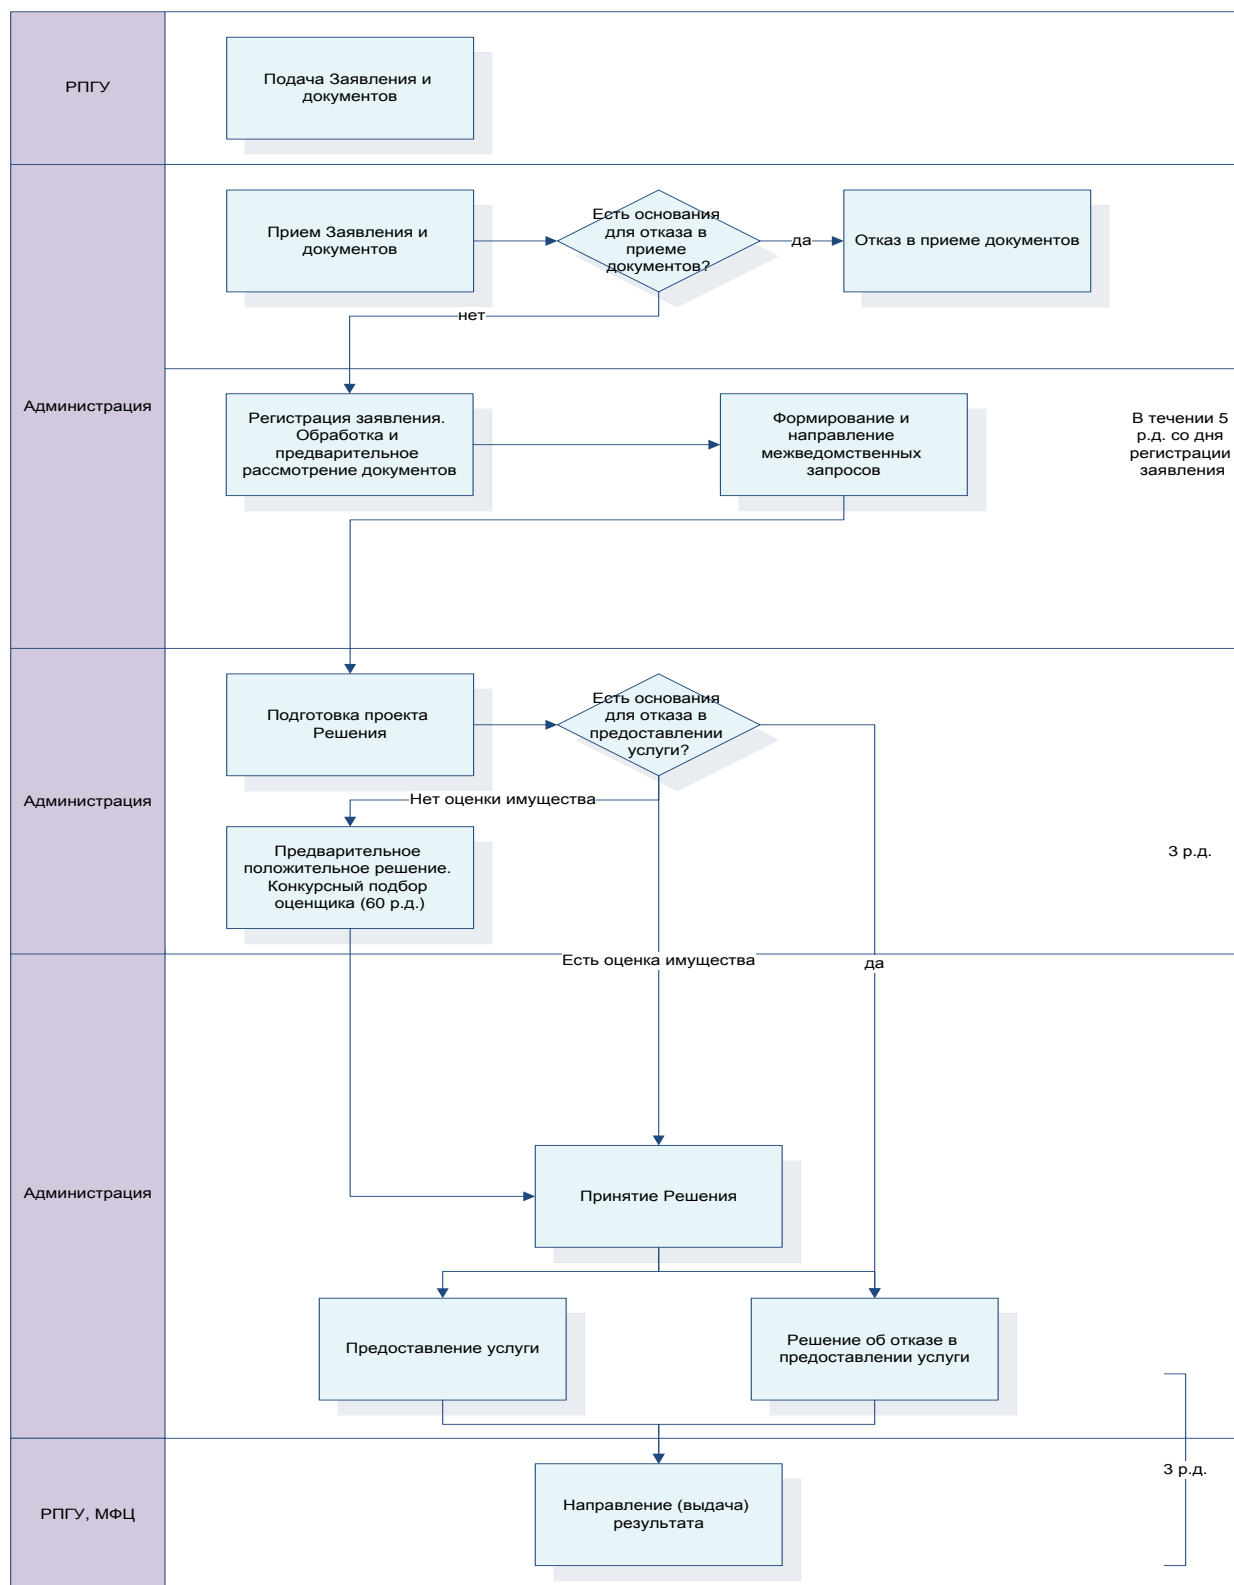 РПГУ
Подача Заявления и
документов
Администрация
Прием Заявления и
документов
Есть основания
для отказа в
приеме
документов?
да
Отказ в приеме документов
нет
Регистрация заявления.
Обработка и
предварительное
рассмотрение документов
Формирование и
направление
межведомственных
запросов
В течении 5
р.д. со дня
регистрации
заявления
Администрация
Подготовка проекта
Решения
Есть основания
для отказа в
предоставлении
услуги?
Нет оценки имущества
Предварительное
положительное решение.
Конкурсный подбор
оценщика (60 р.д.)
3 р.д.
Есть оценка имущества
да
Администрация
Принятие Решения
Предоставление услуги
Решение об отказе в
предоставлении услуги
3 р.д.
РПГУ, МФЦ
Направление (выдача)
результата